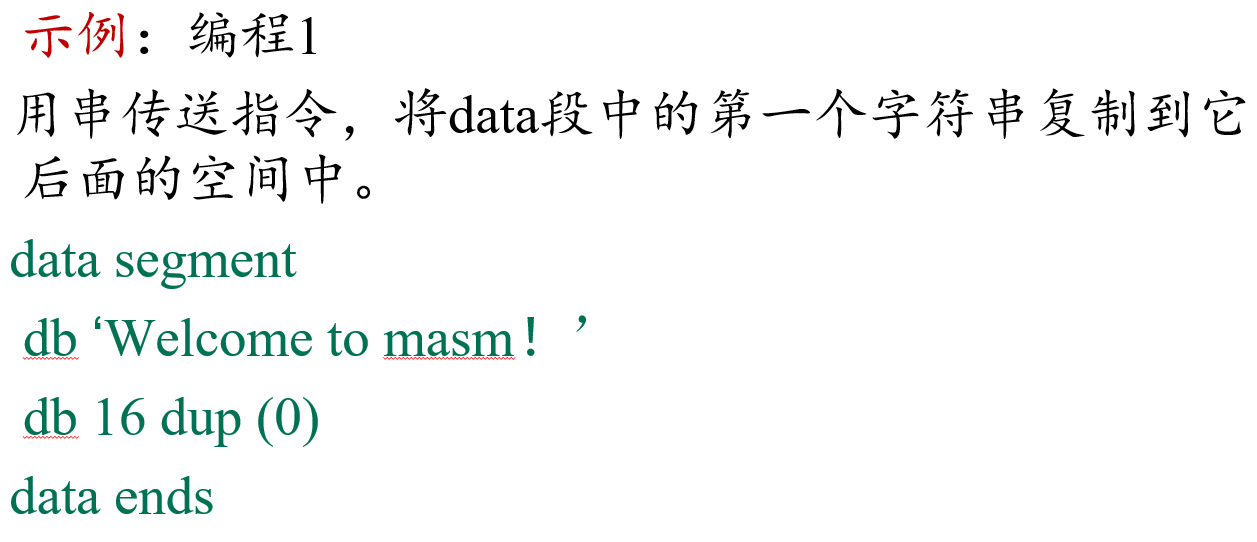 示例：编程1
用串传送指令，将data段中的第一个字符串复制到它
后面的空间中。
data segment
db ‘Welcome to masm！’
db 16 dup (0)
data ends